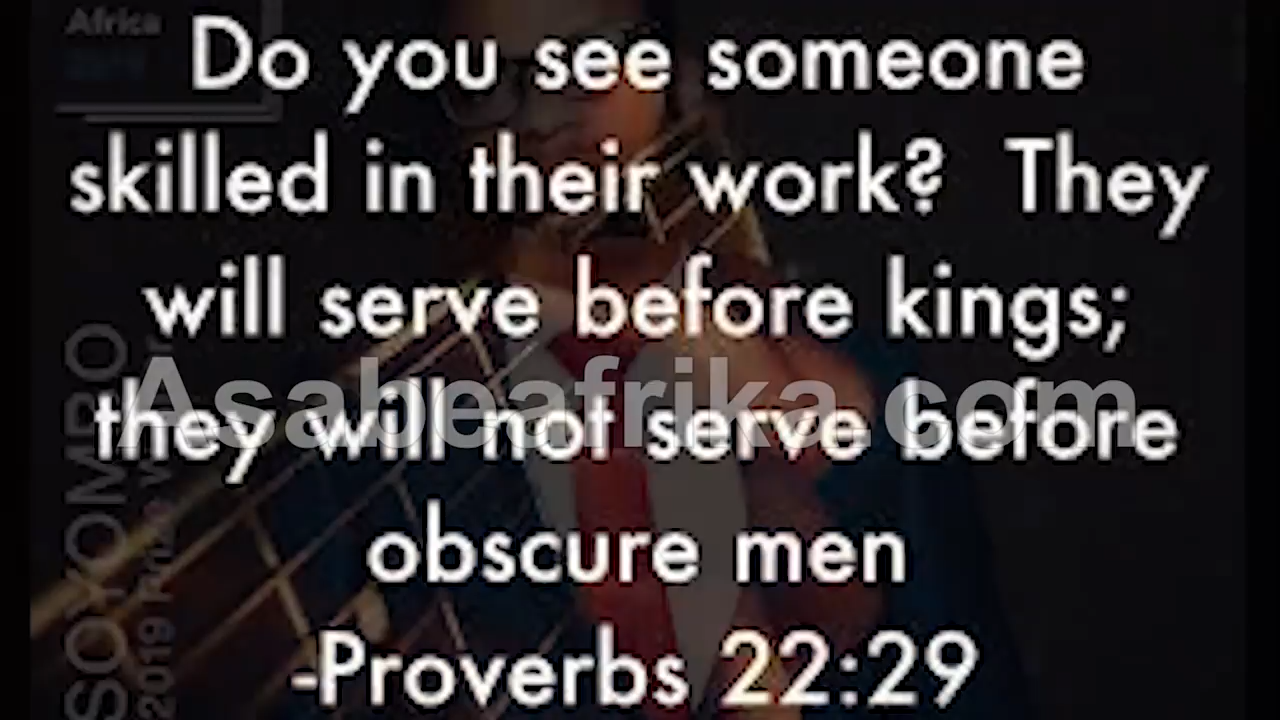 Africa
Do you see someone
skilled in their work? They
will serve before kings;
they will not serve before
obscure men
-Proverbs 22:29
Asabeafrika.com
SOYOMBO
2019